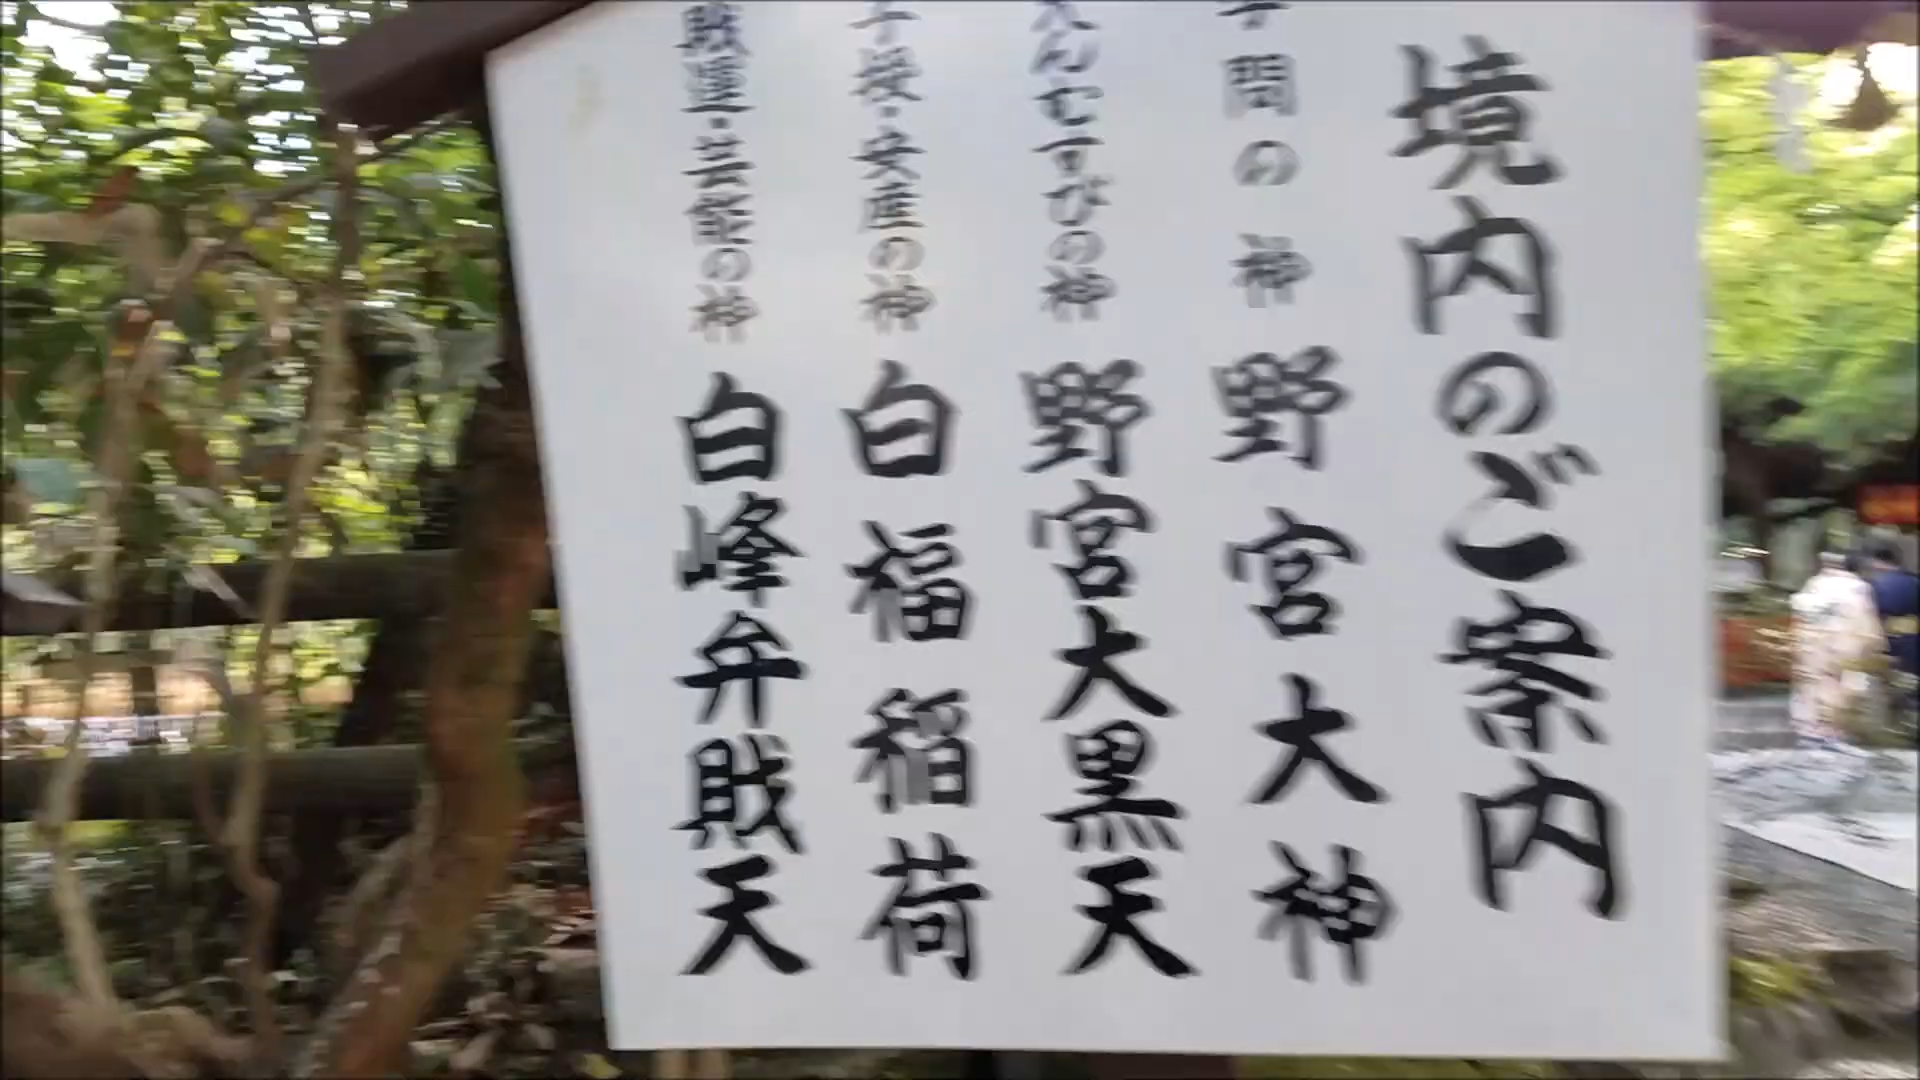 境内のご案内
学問の神 野宮大神
えんむすびの神 野宮大黒天
子授・安産の神 白福稲荷
財運・芸能の神 白峰弁財天